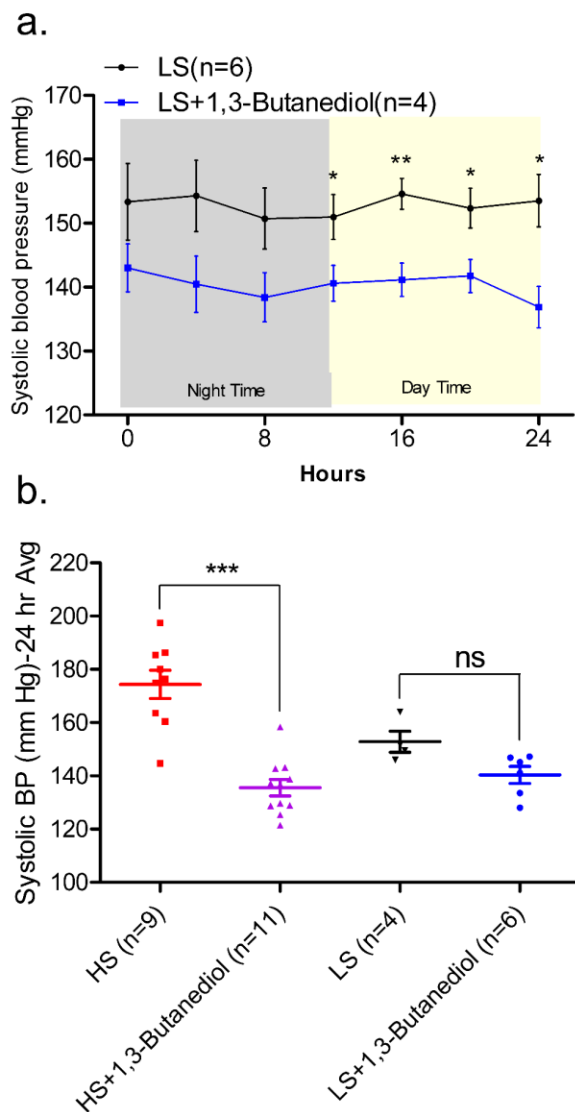 a.
LS(n=6)
LS+1,3-Butanediol(n=4)
Systolic blood pressure (mmHg)
170
160
150
140
130
120
* ** * *
Night Time Day Time
0 8 16 24
Hours
b.
Systolic BP (mm Hg)-24 hr Avg
220
200
180
160
140
120
100
***
ns
HS (n=9)
HS+1,3-Butanediol (n=11)
LS (n=4)
LS+1,3-Butanediol (n=6)